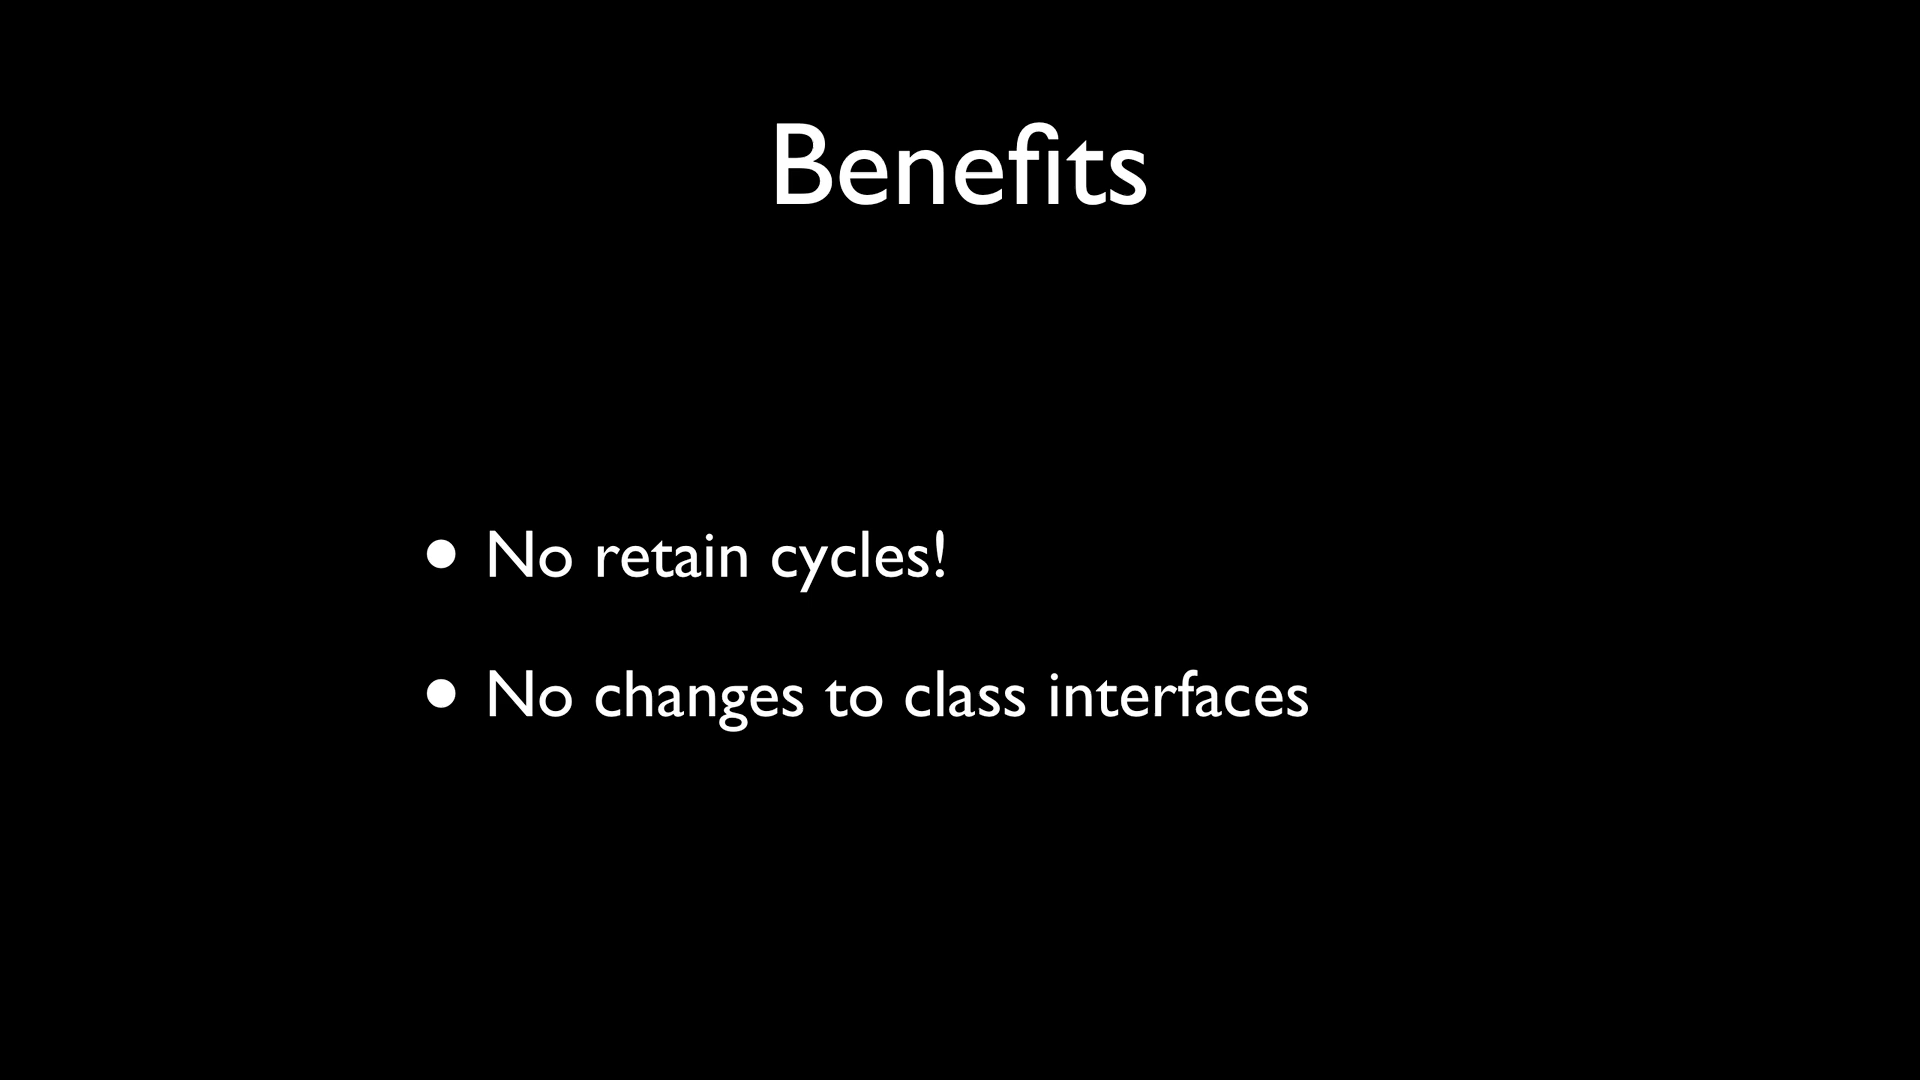 Benefits
• No retain cycles!
• No changes to class interfaces